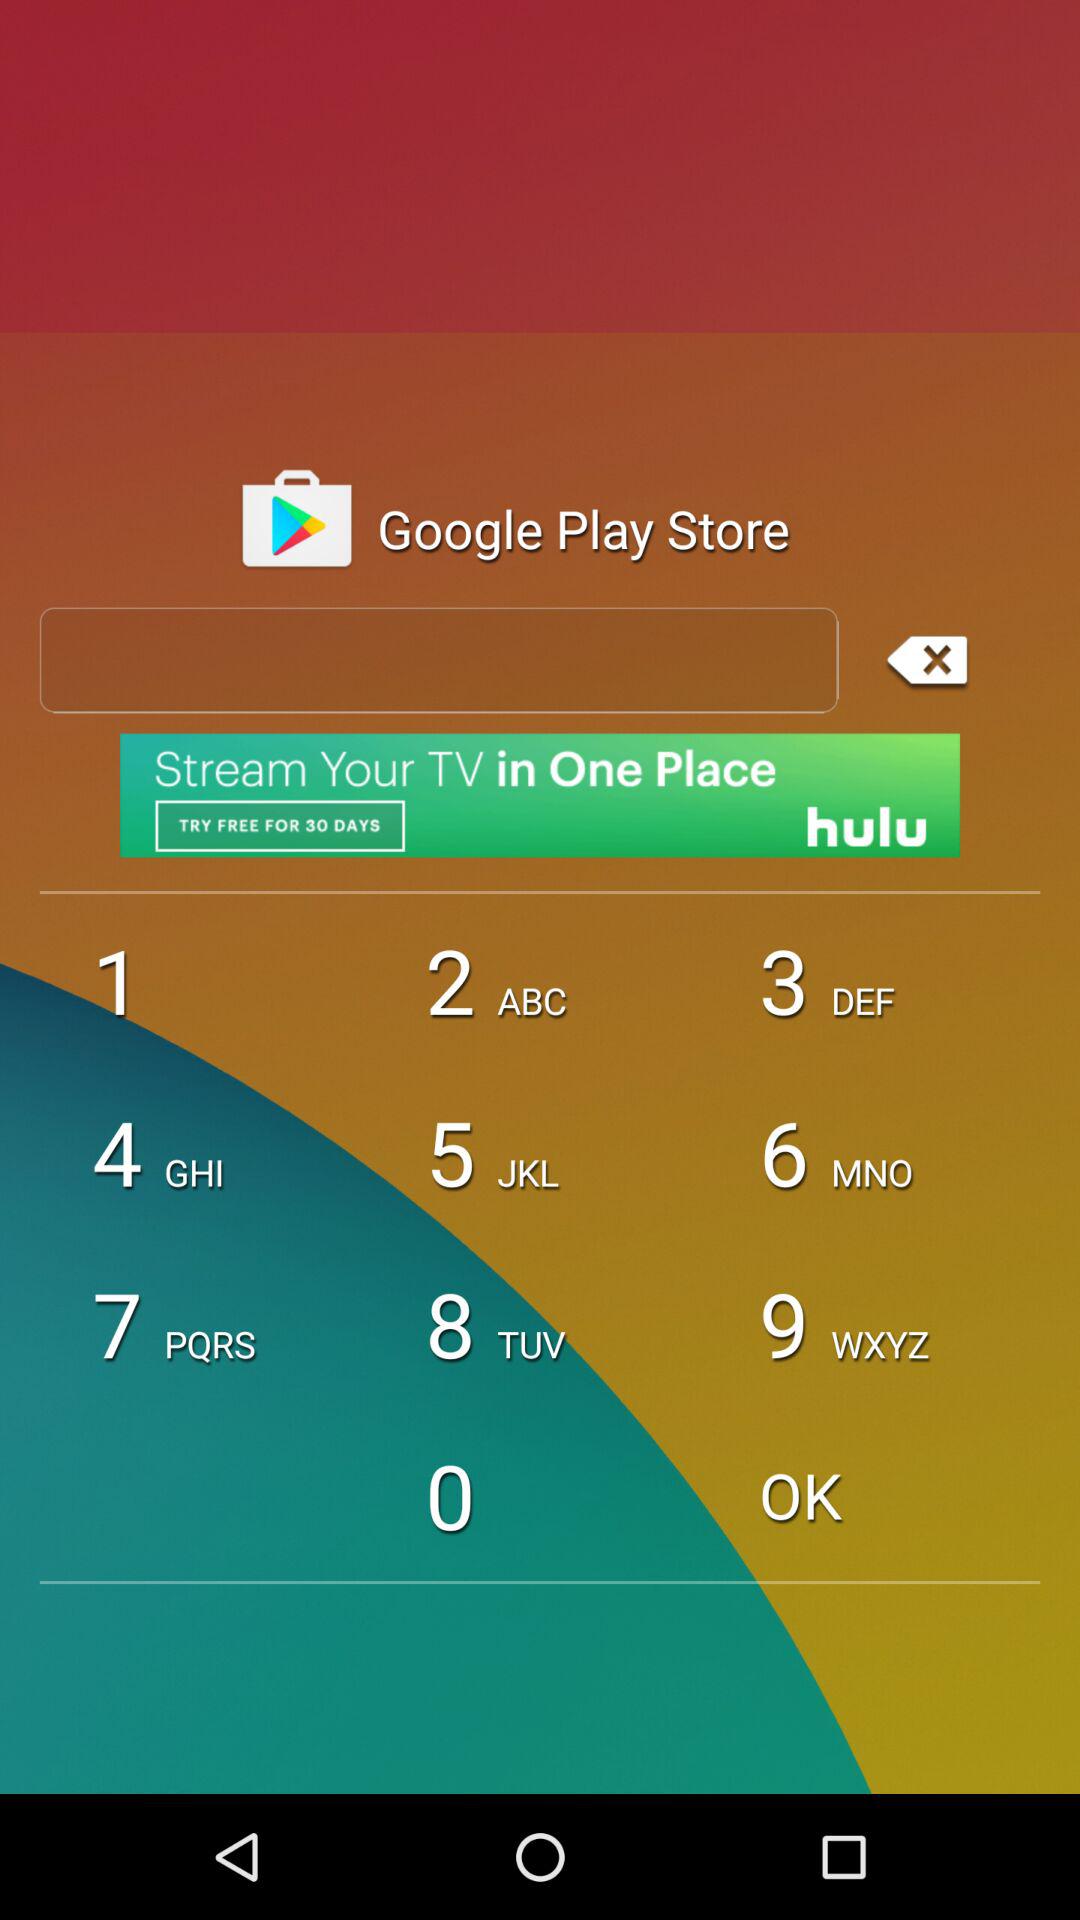 Google Play Store
Stream Your TV in One Place
TRY FREE FOR 30 DAYS
hulu
1 2 ABC 3 DEF
4 GHI 5 JKL 6 MNO
7 PQRS 8 TUV 9 WXYZ
0 OK